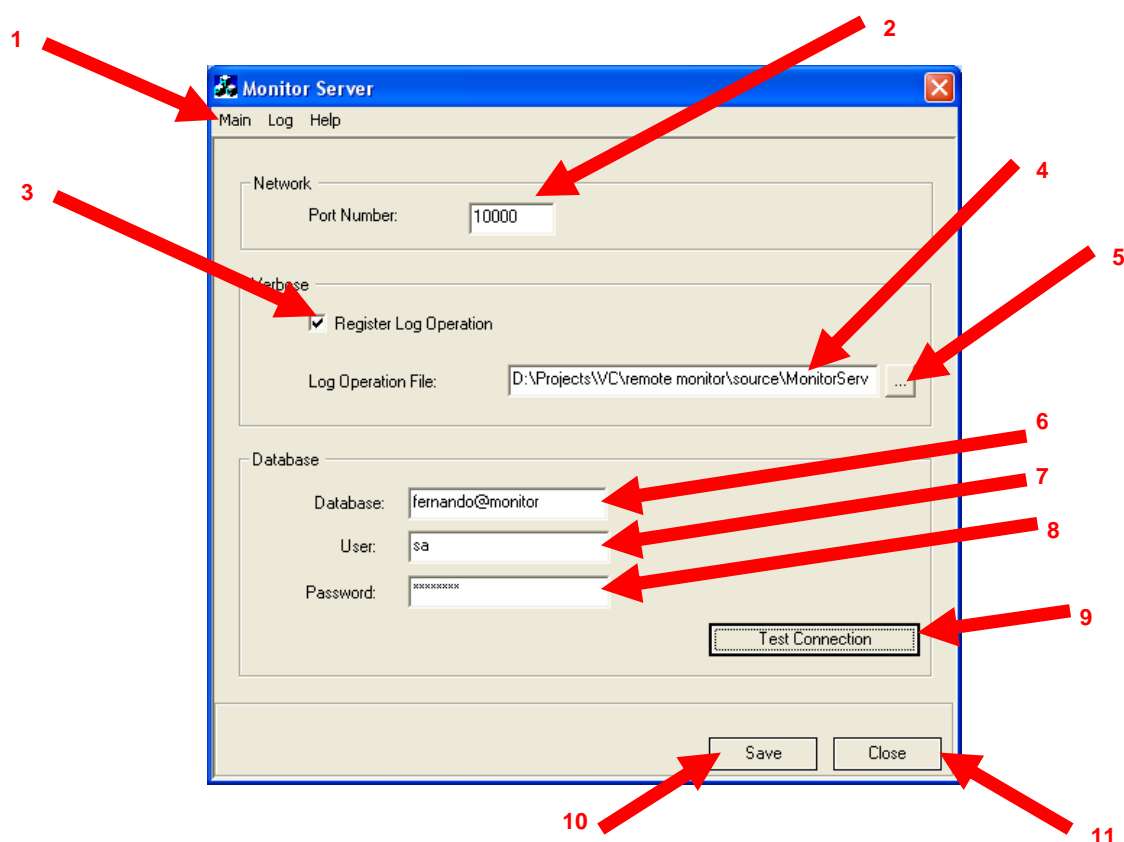 1
2
Monitor Server
Main Log Help
3
Network
4
Port Number:
10000
5
Verbose
Register Log Operation
Log Operation File:
D:\Projects\VC\remote monitor\source\MonitorServ
...
6
Database
7
Database:
fernando@monitor
8
User:
sa
Password:
********
9
Test Connection
Save
Close
10
11